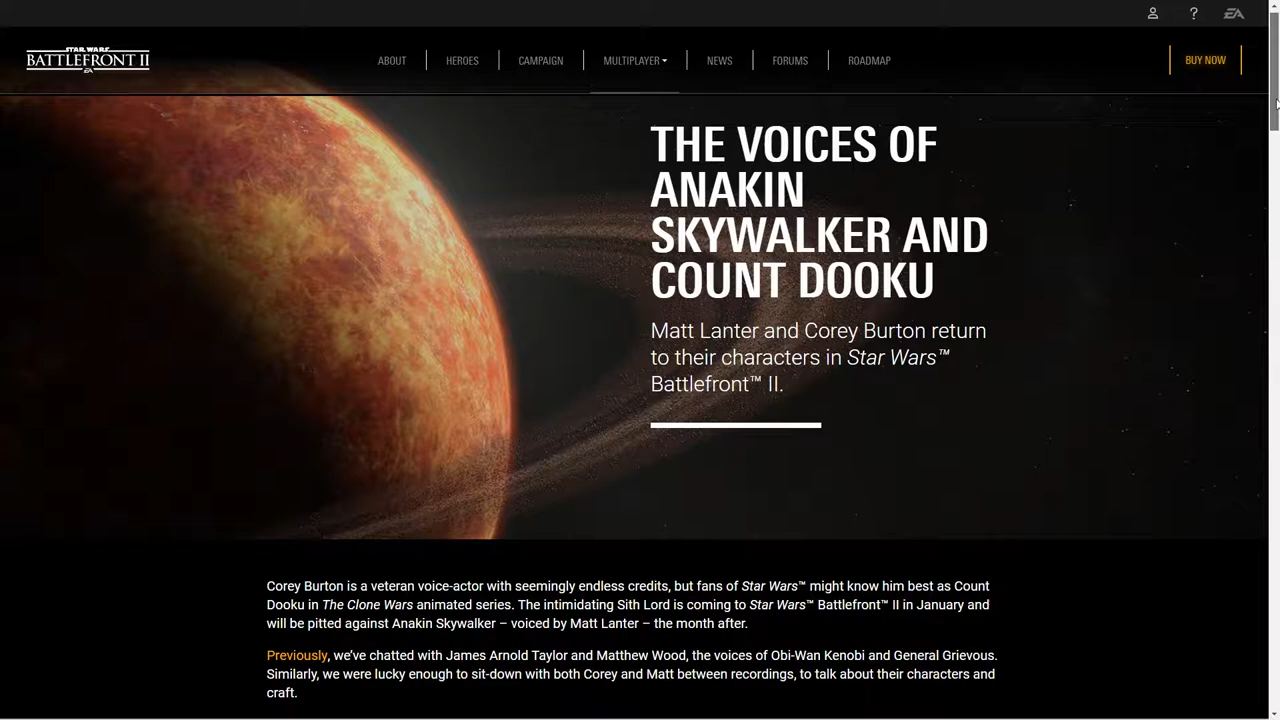 ?
EA
STAR WARS
BATTLEFRONT II
EA
ABOUT
HEROES
CAMPAIGN
MULTIPLAYER
NEWS
FORUMS
ROADMAP
BUY NOW
THE VOICES OF
ANAKIN
SKYWALKER AND
COUNT DOOKU
Matt Lanter and Corey Burton return
to their characters in Star Wars™
Battlefront™ II.
Corey Burton is a veteran voice-actor with seemingly endless credits, but fans of Star Wars™ might know him best as Count
Dooku in The Clone Wars animated series. The intimidating Sith Lord is coming to Star Wars™ Battlefront™ II in January and
will be pitted against Anakin Skywalker – voiced by Matt Lanter – the month after.
Previously, we've chatted with James Arnold Taylor and Matthew Wood, the voices of Obi-Wan Kenobi and General Grievous.
Similarly, we were lucky enough to sit-down with both Corey and Matt between recordings, to talk about their characters and
craft.